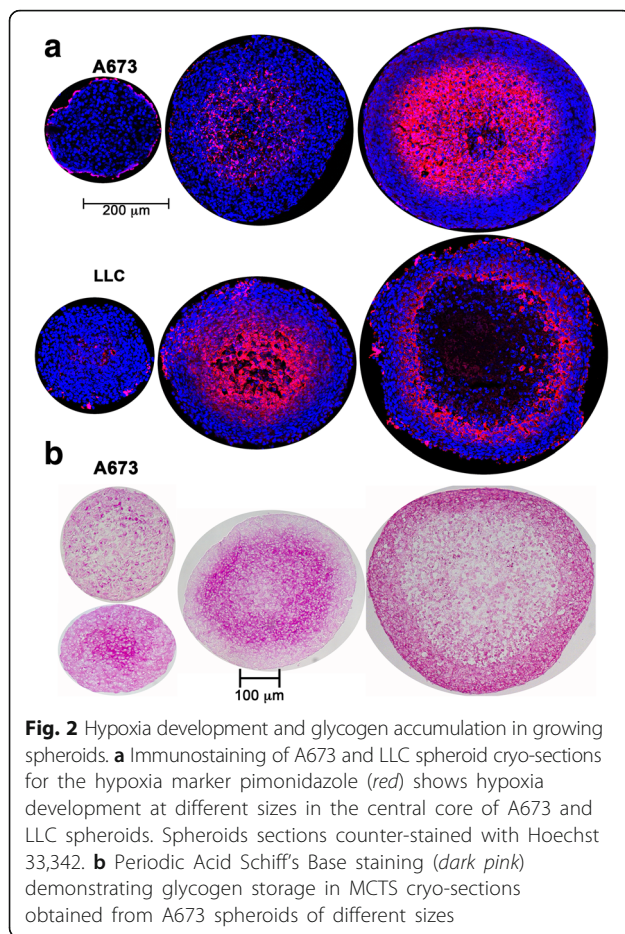 a
A673
200 μm
LLC
b
A673
100 μm
Fig. 2 Hypoxia development and glycogen accumulation in growing
spheroids. a Immunostaining of A673 and LLC spheroid cryo-sections
for the hypoxia marker pimonidazole (red) shows hypoxia
development at different sizes in the central core of A673 and
LLC spheroids. Spheroids sections counter-stained with Hoechst
33,342. b Periodic Acid Schiff's Base staining (dark pink)
demonstrating glycogen storage in MCTS cryo-sections
obtained from A673 spheroids of different sizes